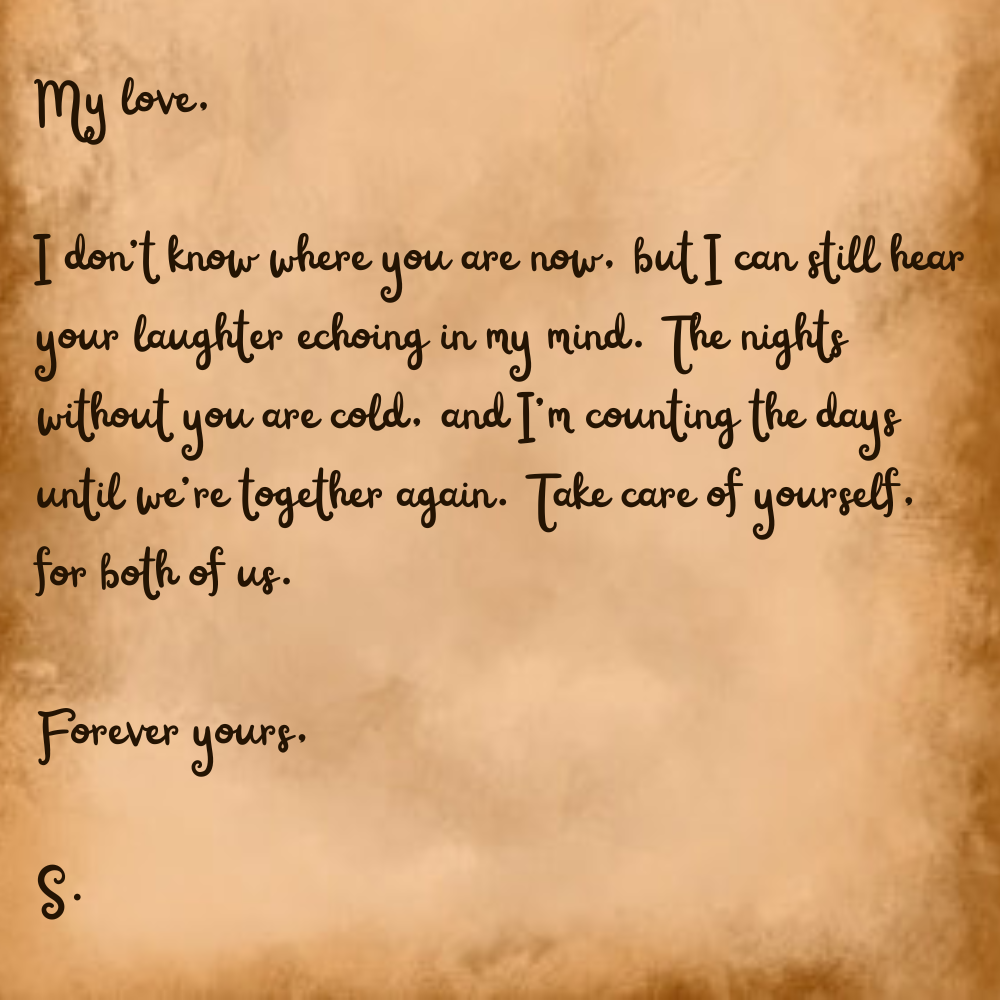 My love,
I don't know where you are now, but I can still hear
your laughter echoing in my mind. The nights
without you are cold, and I'm counting the days
until we're together again. Take care of yourself,
for both of us.
Forever yours,
S.